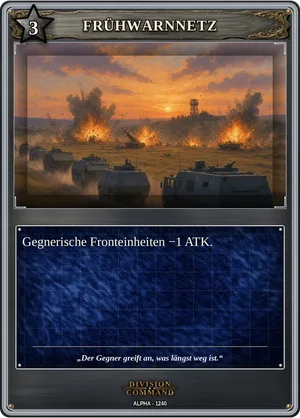 3
FRÜHWARNNETZ
Gegnerische Fronteinheiten −1 ATK.
„Der Gegner greift an, was längst weg ist.“
DIVISION
COMMAND
ALPHA - 1240